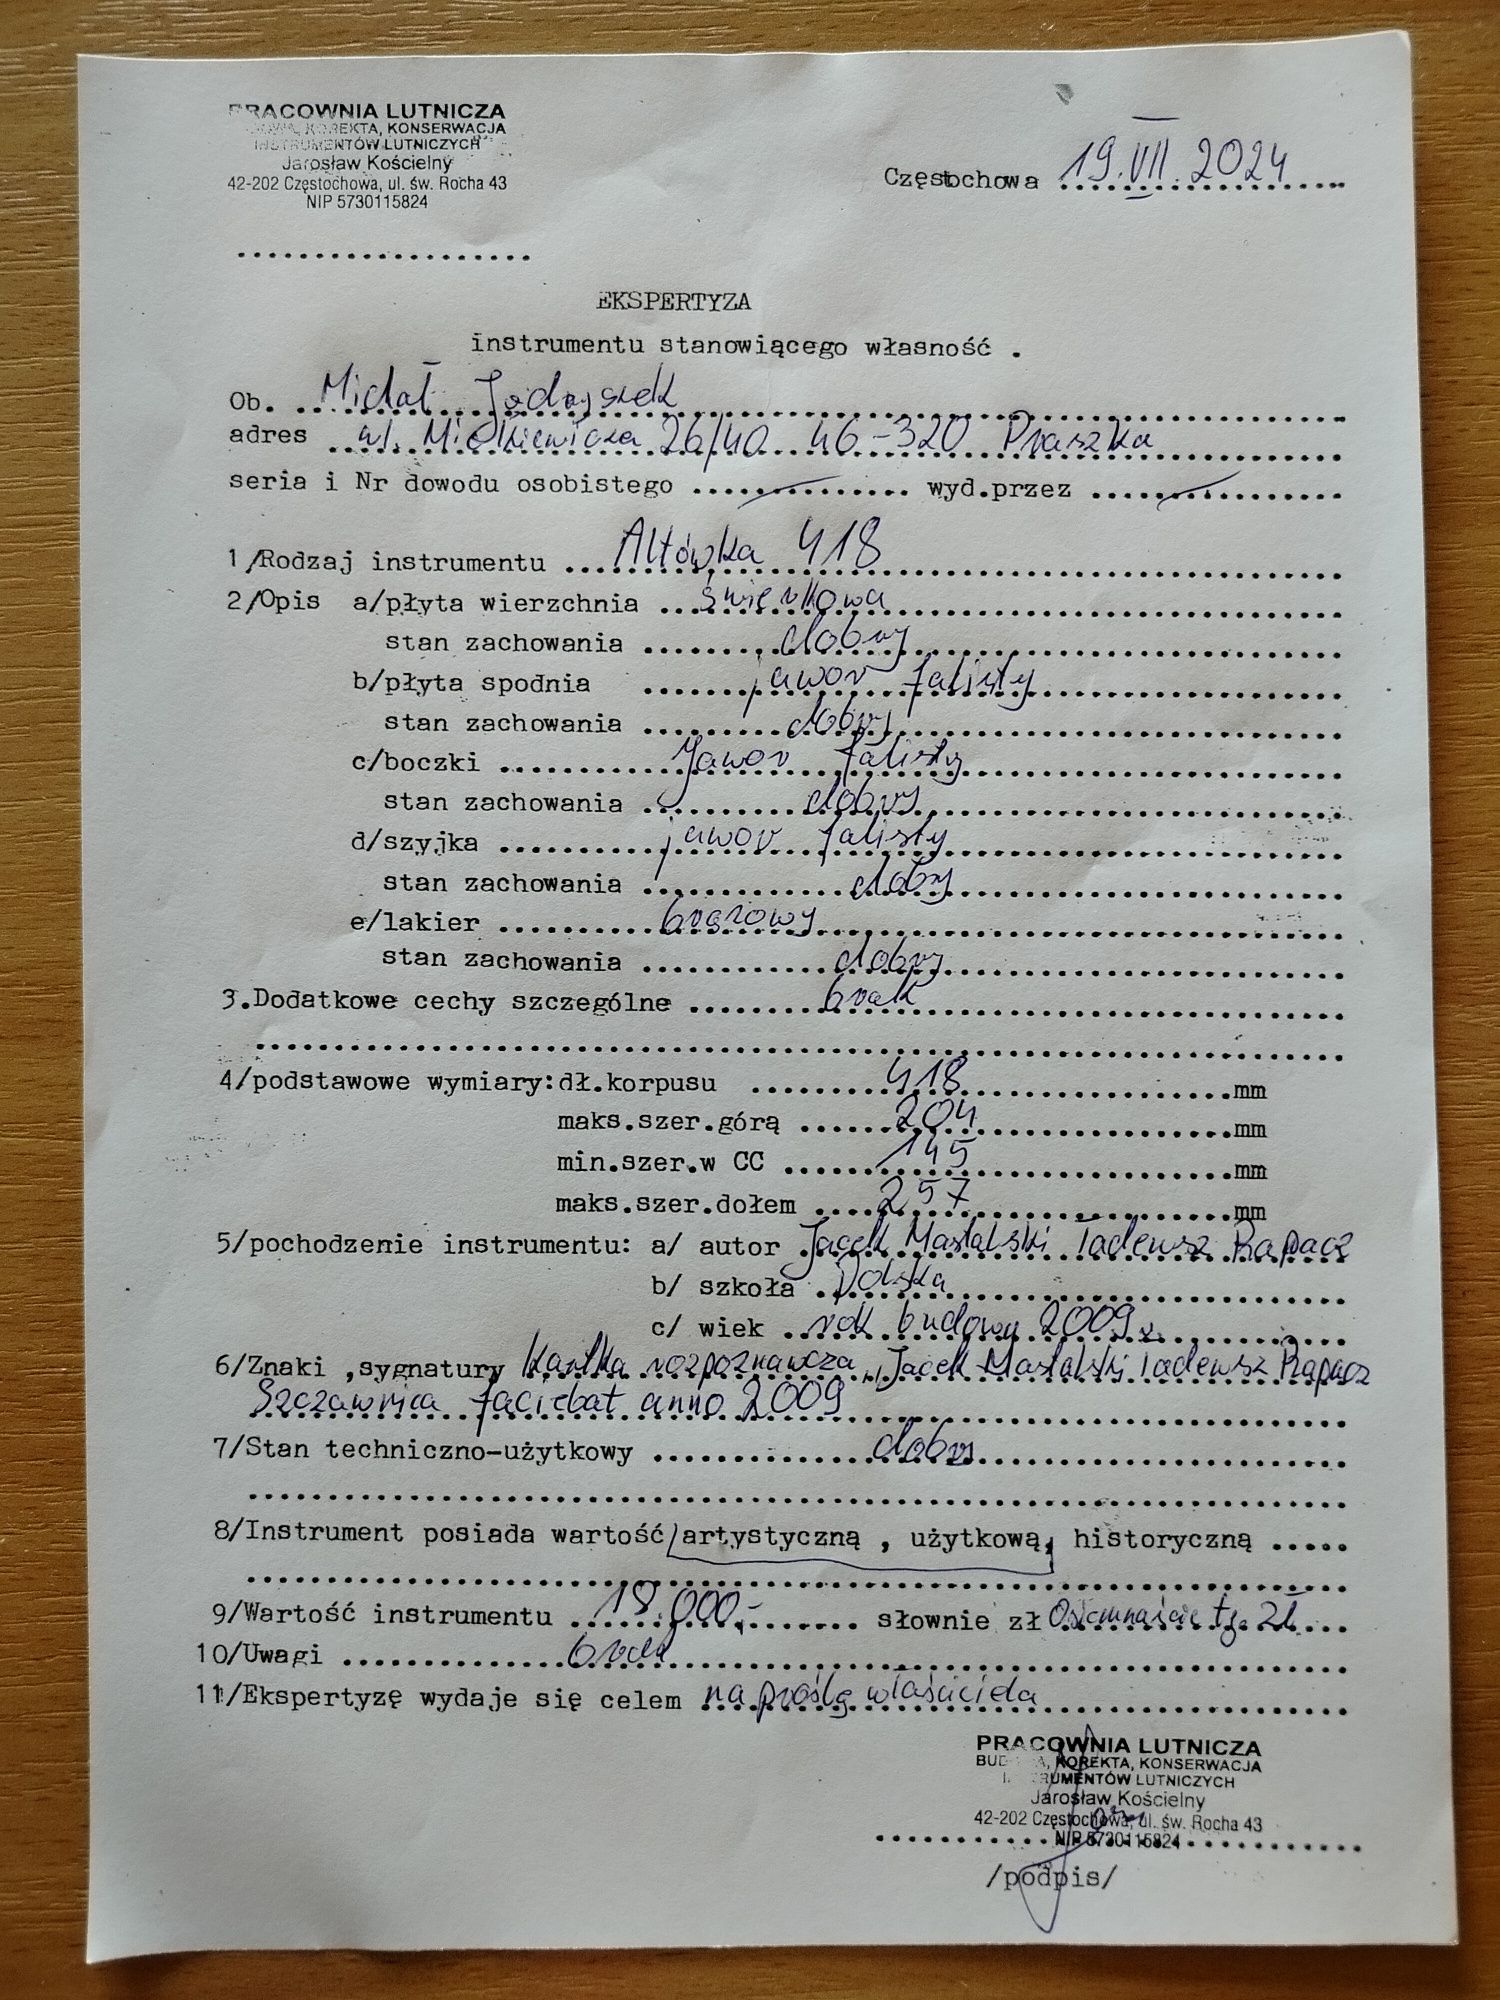 PRACOWNIA LUTNICZA
KOREKTA, KONSERWACJA
INSTRUMENTÓW LUTNICZYCH
Jarosław Kościelny
42-202 Częstochowa, ul. św. Rocha 43
NIP 5730115824
Częstochowa 19.VII.2024
EKSPERTYZA
instrumentu stanowiącego własność .
Ob. Michał
adres ul. Mickiewicza 26/40 46-320 Praszka
seria i Nr dowodu osobistego wyd.przez
1/Rodzaj instrumentu Altówka 418
2/Opis a/płyta wierzchnia świerkowa
stan zachowania dobry
b/płyta spodnia jawor falisty
stan zachowania dobry
c/boczki Jawor falisty
stan zachowania dobry
d/szyjka jawor falisty
stan zachowania dobry
e/lakier brązowy
stan zachowania dobry
3.Dodatkowe cechy szczególne brak
4/podstawowe wymiary:dł.korpusu 418 mm
maks.szer.górą 204 mm
min.szer.w CC 145 mm
maks.szer.dołem 257 mm
5/pochodzenie instrumentu: a/ autor Jacek Maślalski Tadeusz Rapacz
b/ szkoła Polska
c/ wiek rok budowy 2009 r.
6/Znaki ,sygnatury kartka rozpoznawcza „Jacek Maślalski Tadeusz Rapacz
Szczawnica faciebat anno 2009
7/Stan techniczno-użytkowy dobry
8/Instrument posiada wartość artystyczną , użytkową, historyczną
9/Wartość instrumentu 18.000,- słownie zł Osiemnaście tyś. zł
10/Uwagi brak
11/Ekspertyzę wydaje się celem na prośbę właściciela
PRACOWNIA LUTNICZA
KOREKTA, KONSERWACJA
INSTRUMENTÓW LUTNICZYCH
Jarosław Kościelny
42-202 Częstochowa, ul. św. Rocha 43
NIP 5730115824
/podpis/